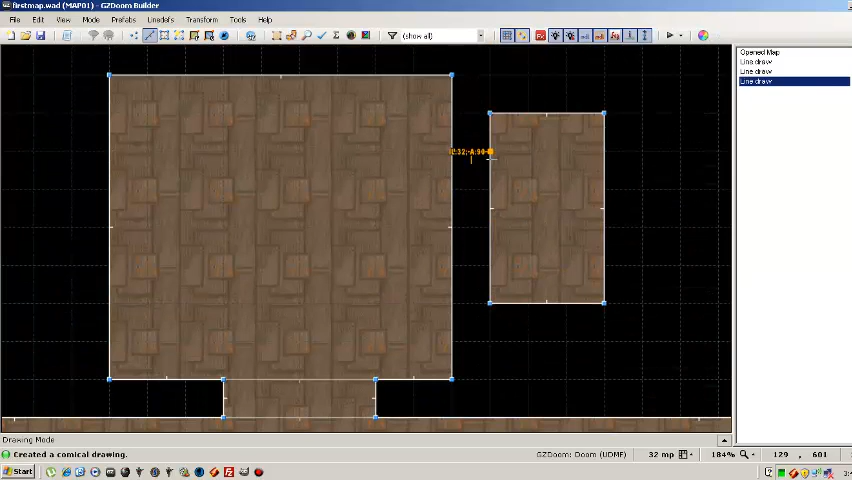 firstmap.wad (MAP01) - GZDoom Builder
File Edit View Mode Prefabs Linedefs Transform Tools Help
(show all)
Opened Map
Line draw
Line draw
Line draw
Drawing Mode
Created a comical drawing.
GZDoom: Doom (UDMF) 32 mp 184% 129 , 601
Start